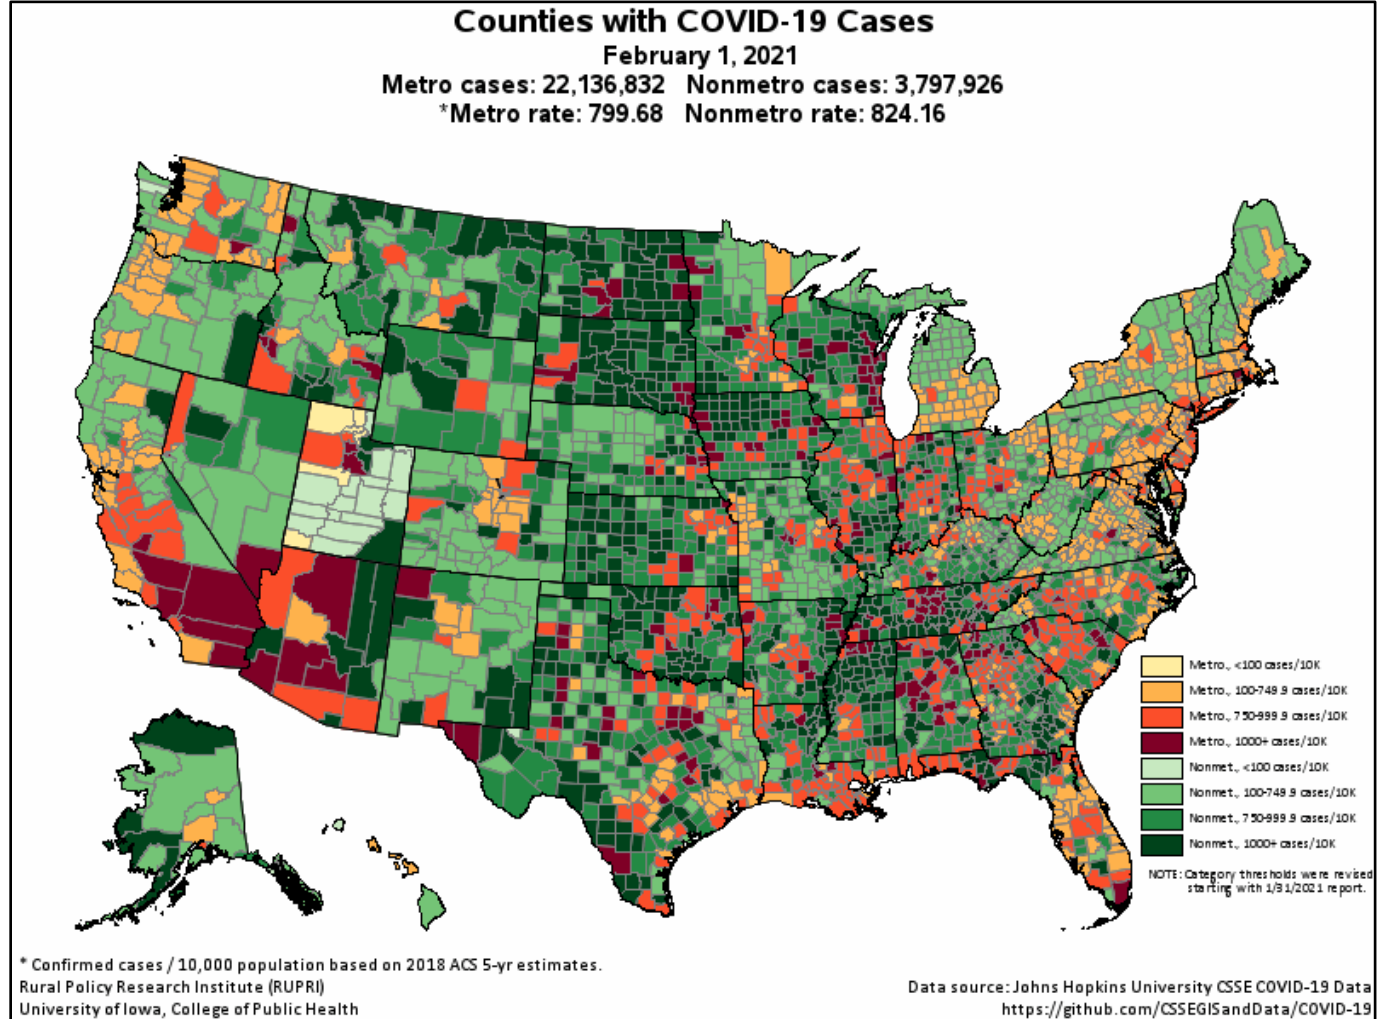 Counties with COVID-19 Cases
February 1, 2021
Metro cases: 22,136,832 Nonmetro cases: 3,797,926
*Metro rate: 799.68 Nonmetro rate: 824.16
Metro., <100 cases/10K
Metro., 100-749.9 cases/10K
Metro., 750-999.9 cases/10K
Metro., 1000+ cases/10K
Nonmet., <100 cases/10K
Nonmet., 100-749.9 cases/10K
Nonmet., 750-999.9 cases/10K
Nonmet., 1000+ cases/10K
NOTE: Category thresholds were revised
starting with 1/31/2021 report.
* Confirmed cases / 10,000 population based on 2018 ACS 5-yr estimates.
Rural Policy Research Institute (RUPRI)
University of Iowa, College of Public Health
Data source: Johns Hopkins University CSSE COVID-19 Data
https://github.com/CSSEGISandData/COVID-19